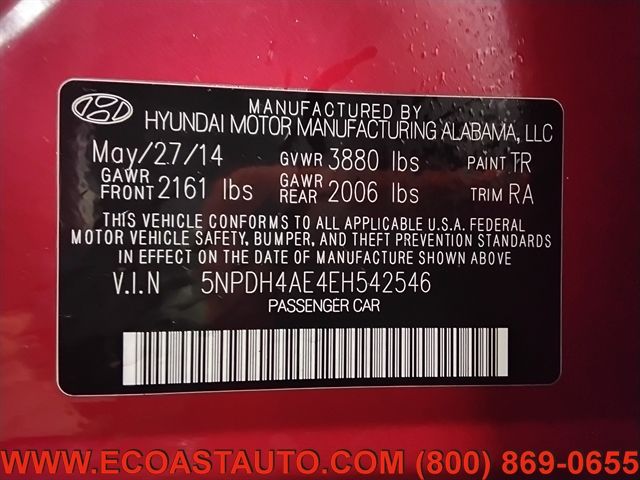 MANUFACTURED BY
HYUNDAI MOTOR MANUFACTURING ALABAMA, LLC
May/27/14 GVWR 3880 lbs PAINT TR
GAWR FRONT 2161 lbs GAWR REAR 2006 lbs TRIM RA
THIS VEHICLE CONFORMS TO ALL APPLICABLE U.S.A. FEDERAL
MOTOR VEHICLE SAFETY, BUMPER, AND THEFT PREVENTION STANDARDS
IN EFFECT ON THE DATE OF MANUFACTURE SHOWN ABOVE.
V.I.N 5NPDH4AE4EH542546
PASSENGER CAR
WWW.ECOASTAUTO.COM (800) 869-0655